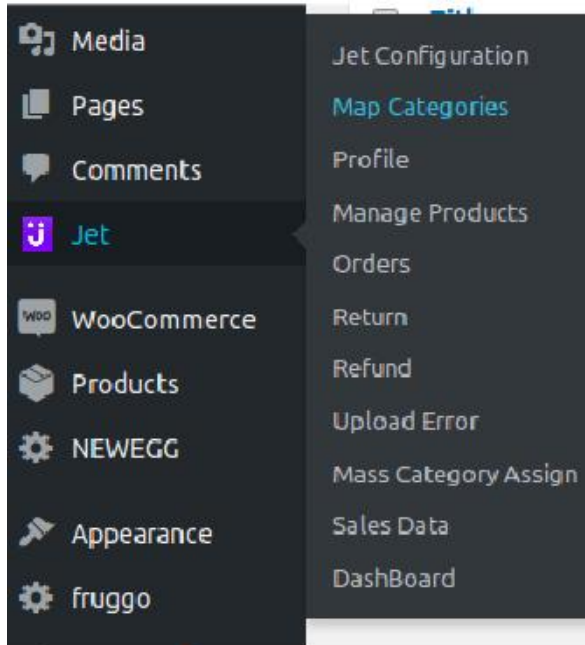 Media
Pages
Comments
Jet
WooCommerce
Products
NEWEGG
Appearance
fruggo
Jet Configuration
Map Categories
Profile
Manage Products
Orders
Return
Refund
Upload Error
Mass Category Assign
Sales Data
DashBoard